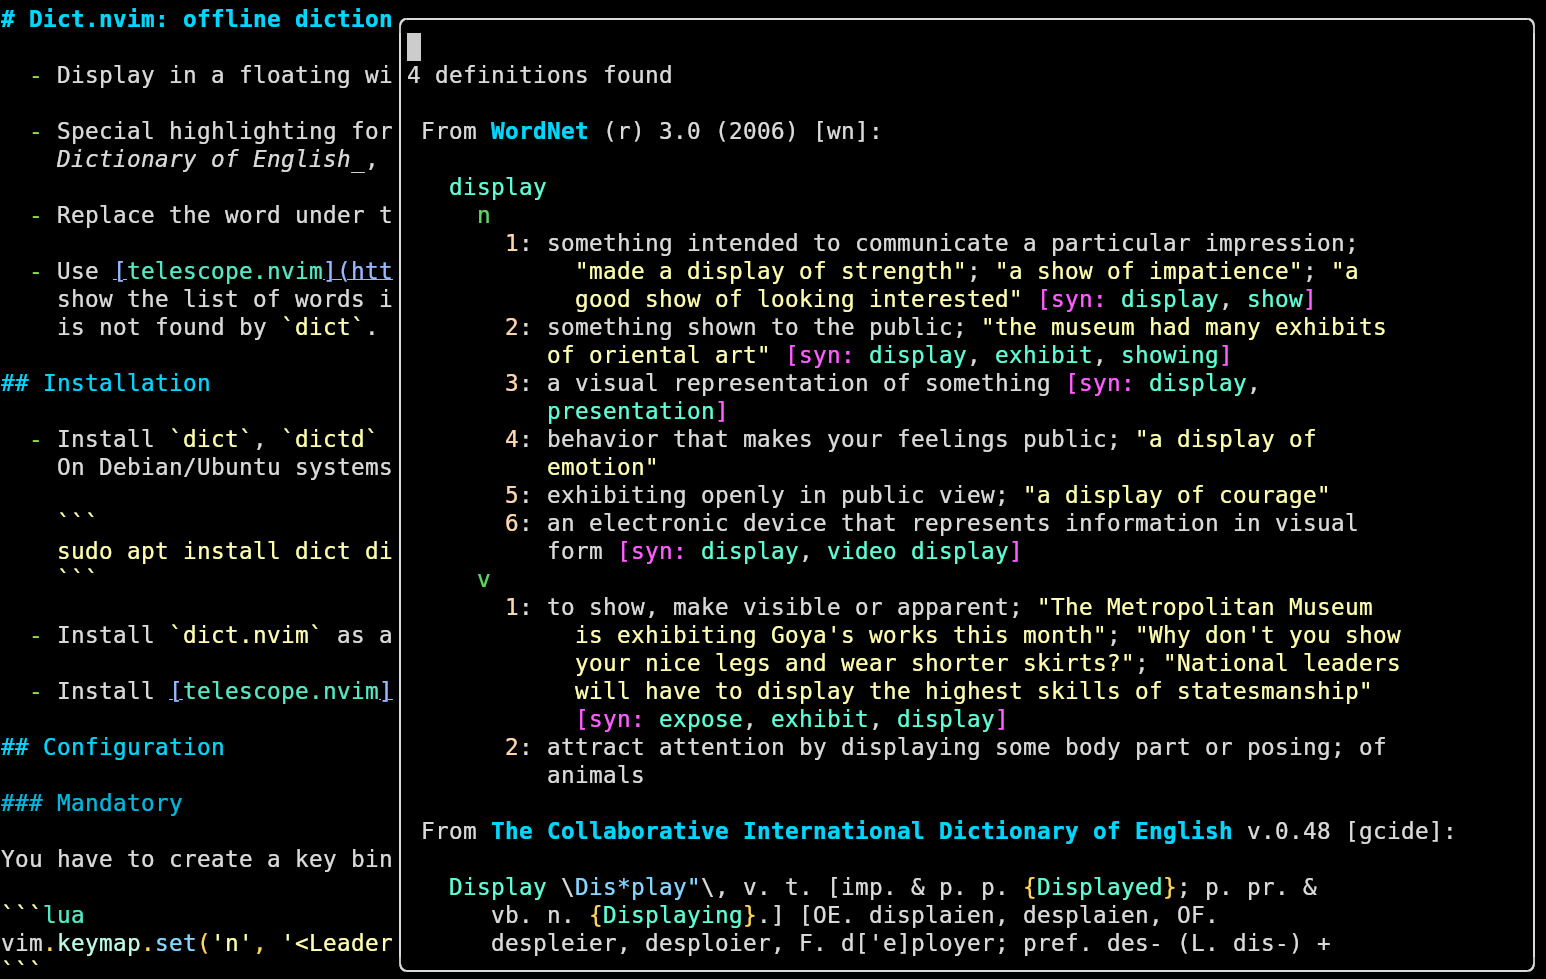 # Dict.nvim: offline diction
- Display in a floating wi
- Special highlighting for
Dictionary of English_,
- Replace the word under t
- Use [telescope.nvim](htt
show the list of words i
is not found by `dict`.
## Installation
- Install `dict`, `dictd`
On Debian/Ubuntu systems
```
sudo apt install dict di
```
- Install `dict.nvim` as a
- Install [telescope.nvim]
## Configuration
### Mandatory
You have to create a key bin
```lua
vim.keymap.set('n', '<Leader
```
4 definitions found
From WordNet (r) 3.0 (2006) [wn]:
display
n
1: something intended to communicate a particular impression;
"made a display of strength"; "a show of impatience"; "a
good show of looking interested" [syn: display, show]
2: something shown to the public; "the museum had many exhibits
of oriental art" [syn: display, exhibit, showing]
3: a visual representation of something [syn: display,
presentation]
4: behavior that makes your feelings public; "a display of
emotion"
5: exhibiting openly in public view; "a display of courage"
6: an electronic device that represents information in visual
form [syn: display, video display]
v
1: to show, make visible or apparent; "The Metropolitan Museum
is exhibiting Goya's works this month"; "Why don't you show
your nice legs and wear shorter skirts?"; "National leaders
will have to display the highest skills of statesmanship"
[syn: expose, exhibit, display]
2: attract attention by displaying some body part or posing; of
animals
From The Collaborative International Dictionary of English v.0.48 [gcide]:
Display \Dis*play"\, v. t. [imp. & p. p. {Displayed}; p. pr. &
vb. n. {Displaying}.] [OE. displaien, desplaien, OF.
despleier, desploier, F. d['e]ployer; pref. des- (L. dis-) +